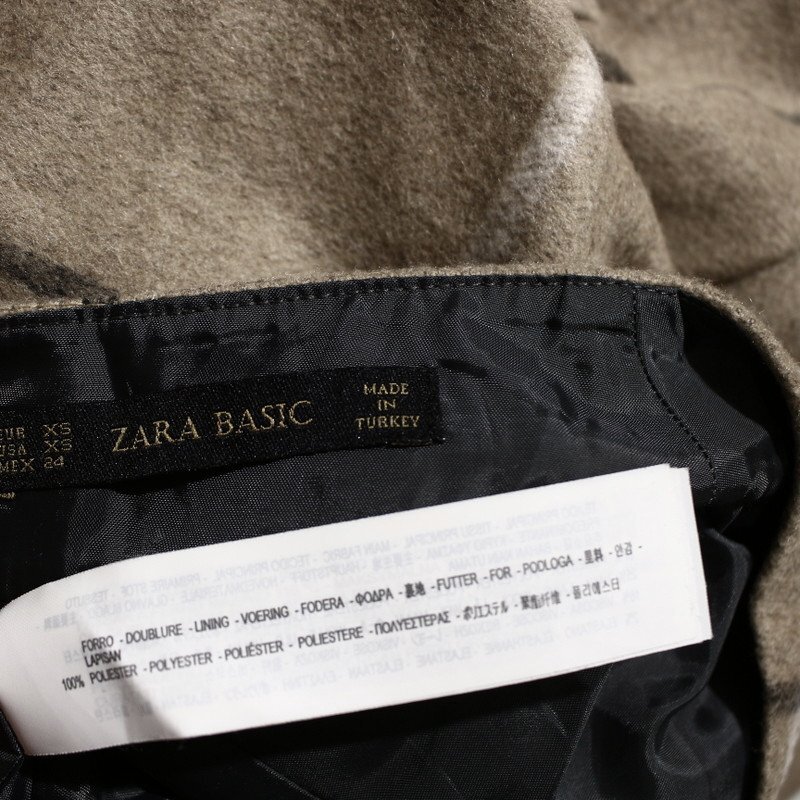 EUR XS
USA XS
MEX 24
ZARA BASIC
MADE
IN
TURKEY
FORRO - DOUBLURE - LINING - VOERING - FODERA - ΦΟΔΡΑ - 裏地 - FUTTER - FOR - PODLOGA - 里料 - 안감 -
LAPISAN
100% POLIESTER - POLYESTER - POLIÉSTER - POLIESTERE - ΠΟΛΥΕΣΤΕΡΑΣ - ポリエステル - 聚酯纤维 - 폴리에스터